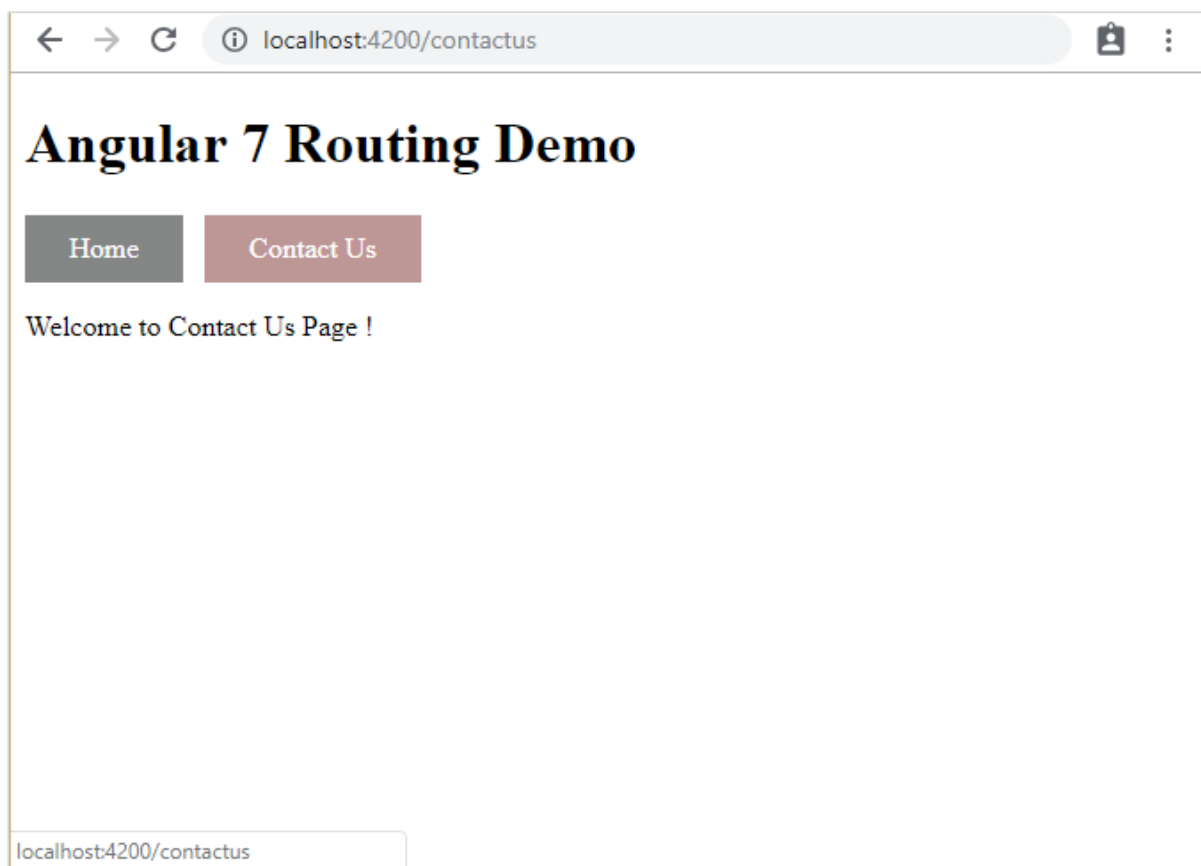 localhost:4200/contactus
Angular 7 Routing Demo
Home Contact Us
Welcome to Contact Us Page !
localhost:4200/contactus